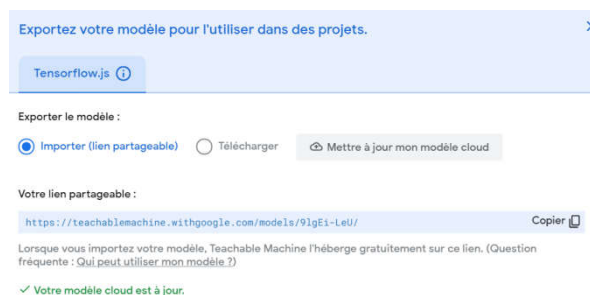 Exportez votre modèle pour l'utiliser dans des projets.
Tensorflow.js
Exporter le modèle :
Importer (lien partageable) Télécharger Mettre à jour mon modèle cloud
Votre lien partageable :
https://teachablemachine.withgoogle.com/models/9lgEi-LeU/ Copier
Lorsque vous importez votre modèle, Teachable Machine l'héberge gratuitement sur ce lien. (Question
fréquente : Qui peut utiliser mon modèle ?)
✓ Votre modèle cloud est à jour.